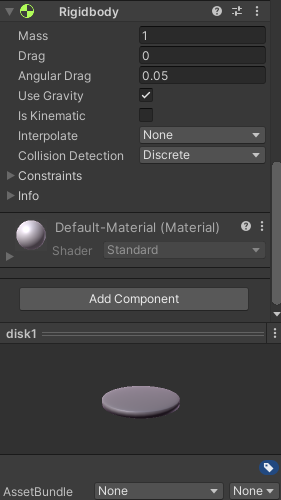 Rigidbody
Mass 1
Drag 0
Angular Drag 0.05
Use Gravity
Is Kinematic
Interpolate None
Collision Detection Discrete
Constraints
Info
Default-Material (Material)
Shader Standard
Add Component
disk1
AssetBundle None None